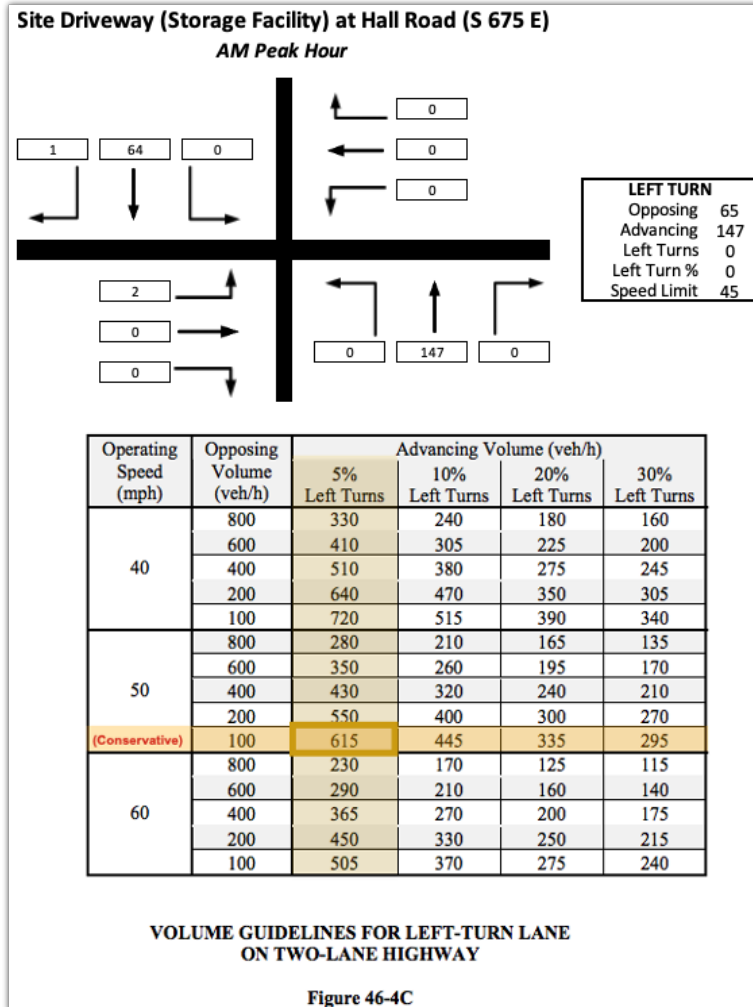 Site Driveway (Storage Facility) at Hall Road (S 675 E)
AM Peak Hour
0
1 64 0 0
0
LEFT TURN
Opposing 65
Advancing 147
Left Turns 0
Left Turn % 0
Speed Limit 45
2
0
0 147 0
0
Operating Speed (mph) Opposing Volume (veh/h) Advancing Volume (veh/h)
5% Left Turns 10% Left Turns 20% Left Turns 30% Left Turns
800 330 240 180 160
600 410 305 225 200
40 400 510 380 275 245
200 640 470 350 305
100 720 515 390 340
800 280 210 165 135
600 350 260 195 170
50 400 430 320 240 210
200 550 400 300 270
(Conservative) 100 615 445 335 295
800 230 170 125 115
600 290 210 160 140
60 400 365 270 200 175
200 450 330 250 215
100 505 370 275 240
VOLUME GUIDELINES FOR LEFT-TURN LANE
ON TWO-LANE HIGHWAY
Figure 46-4C